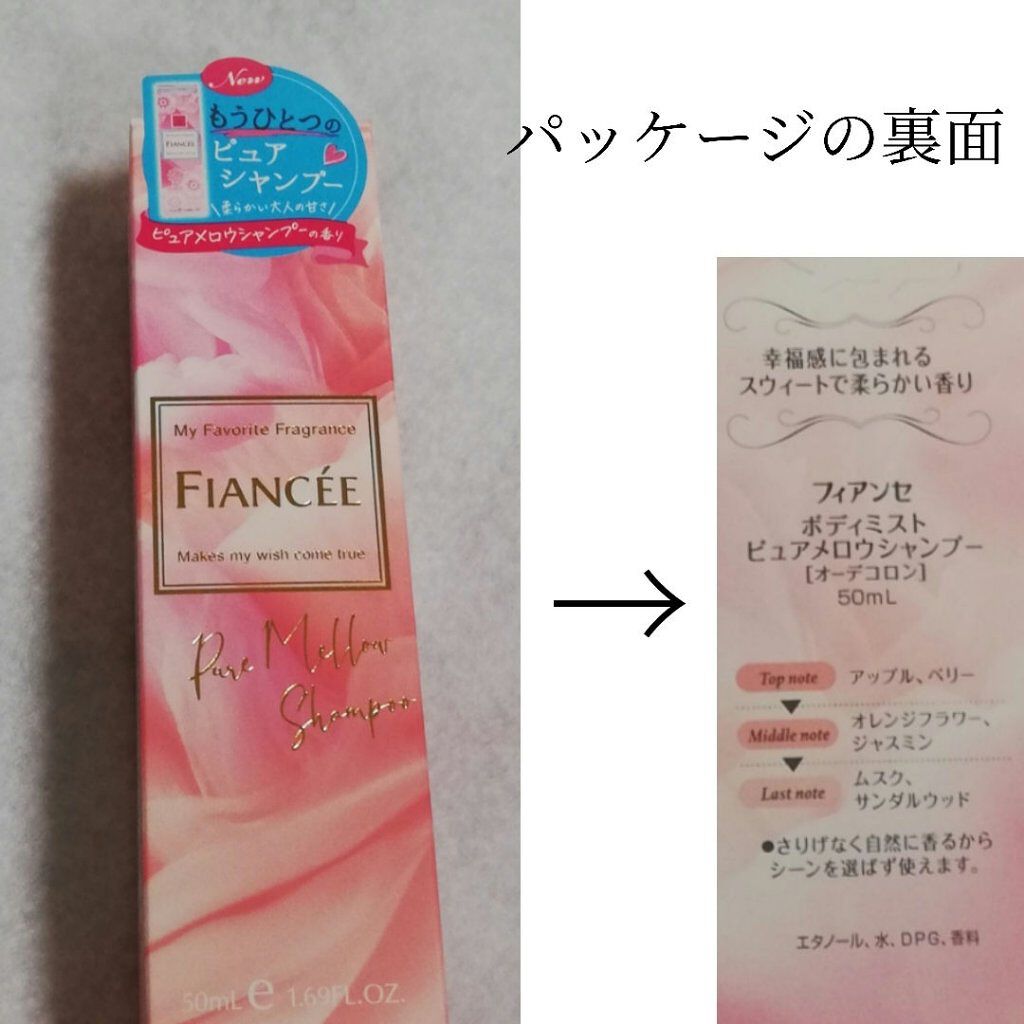 New
もうひとつの
ピュア
シャンプー
\柔らかい大人の甘さ/
ピュアメロウシャンプーの香り
FIANCÉE
My Favorite Fragrance
FIANCÉE
Makes my wish come true
Pure Mellow
Shampoo
50mL e 1.69FL.OZ.
パッケージの裏面
→
幸福感に包まれる
スウィートで柔らかい香り
フィアンセ
ボディミスト
ピュアメロウシャンプー
[オーデコロン]
50mL
Top note アップル、ベリー
Middle note オレンジフラワー、
ジャスミン
Last note ムスク、
サンダルウッド
●さりげなく自然に香るから
シーンを選ばず使えます。
エタノール、水、DPG、香料